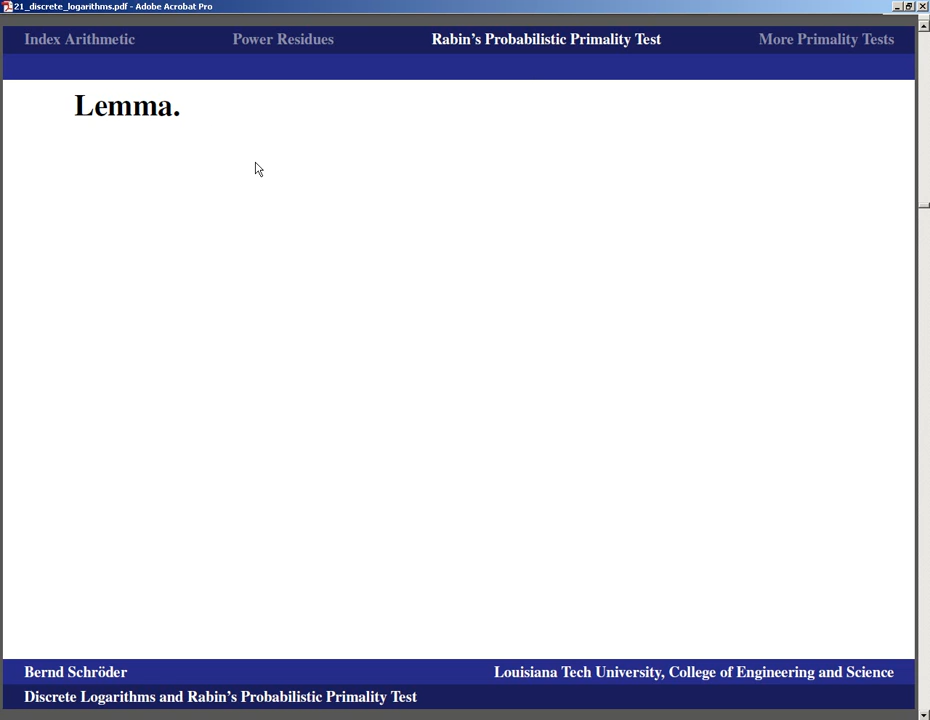 21_discrete_logarithms.pdf - Adobe Acrobat Pro
Index Arithmetic Power Residues Rabin's Probabilistic Primality Test More Primality Tests
Lemma.
Bernd Schröder Louisiana Tech University, College of Engineering and Science
Discrete Logarithms and Rabin's Probabilistic Primality Test